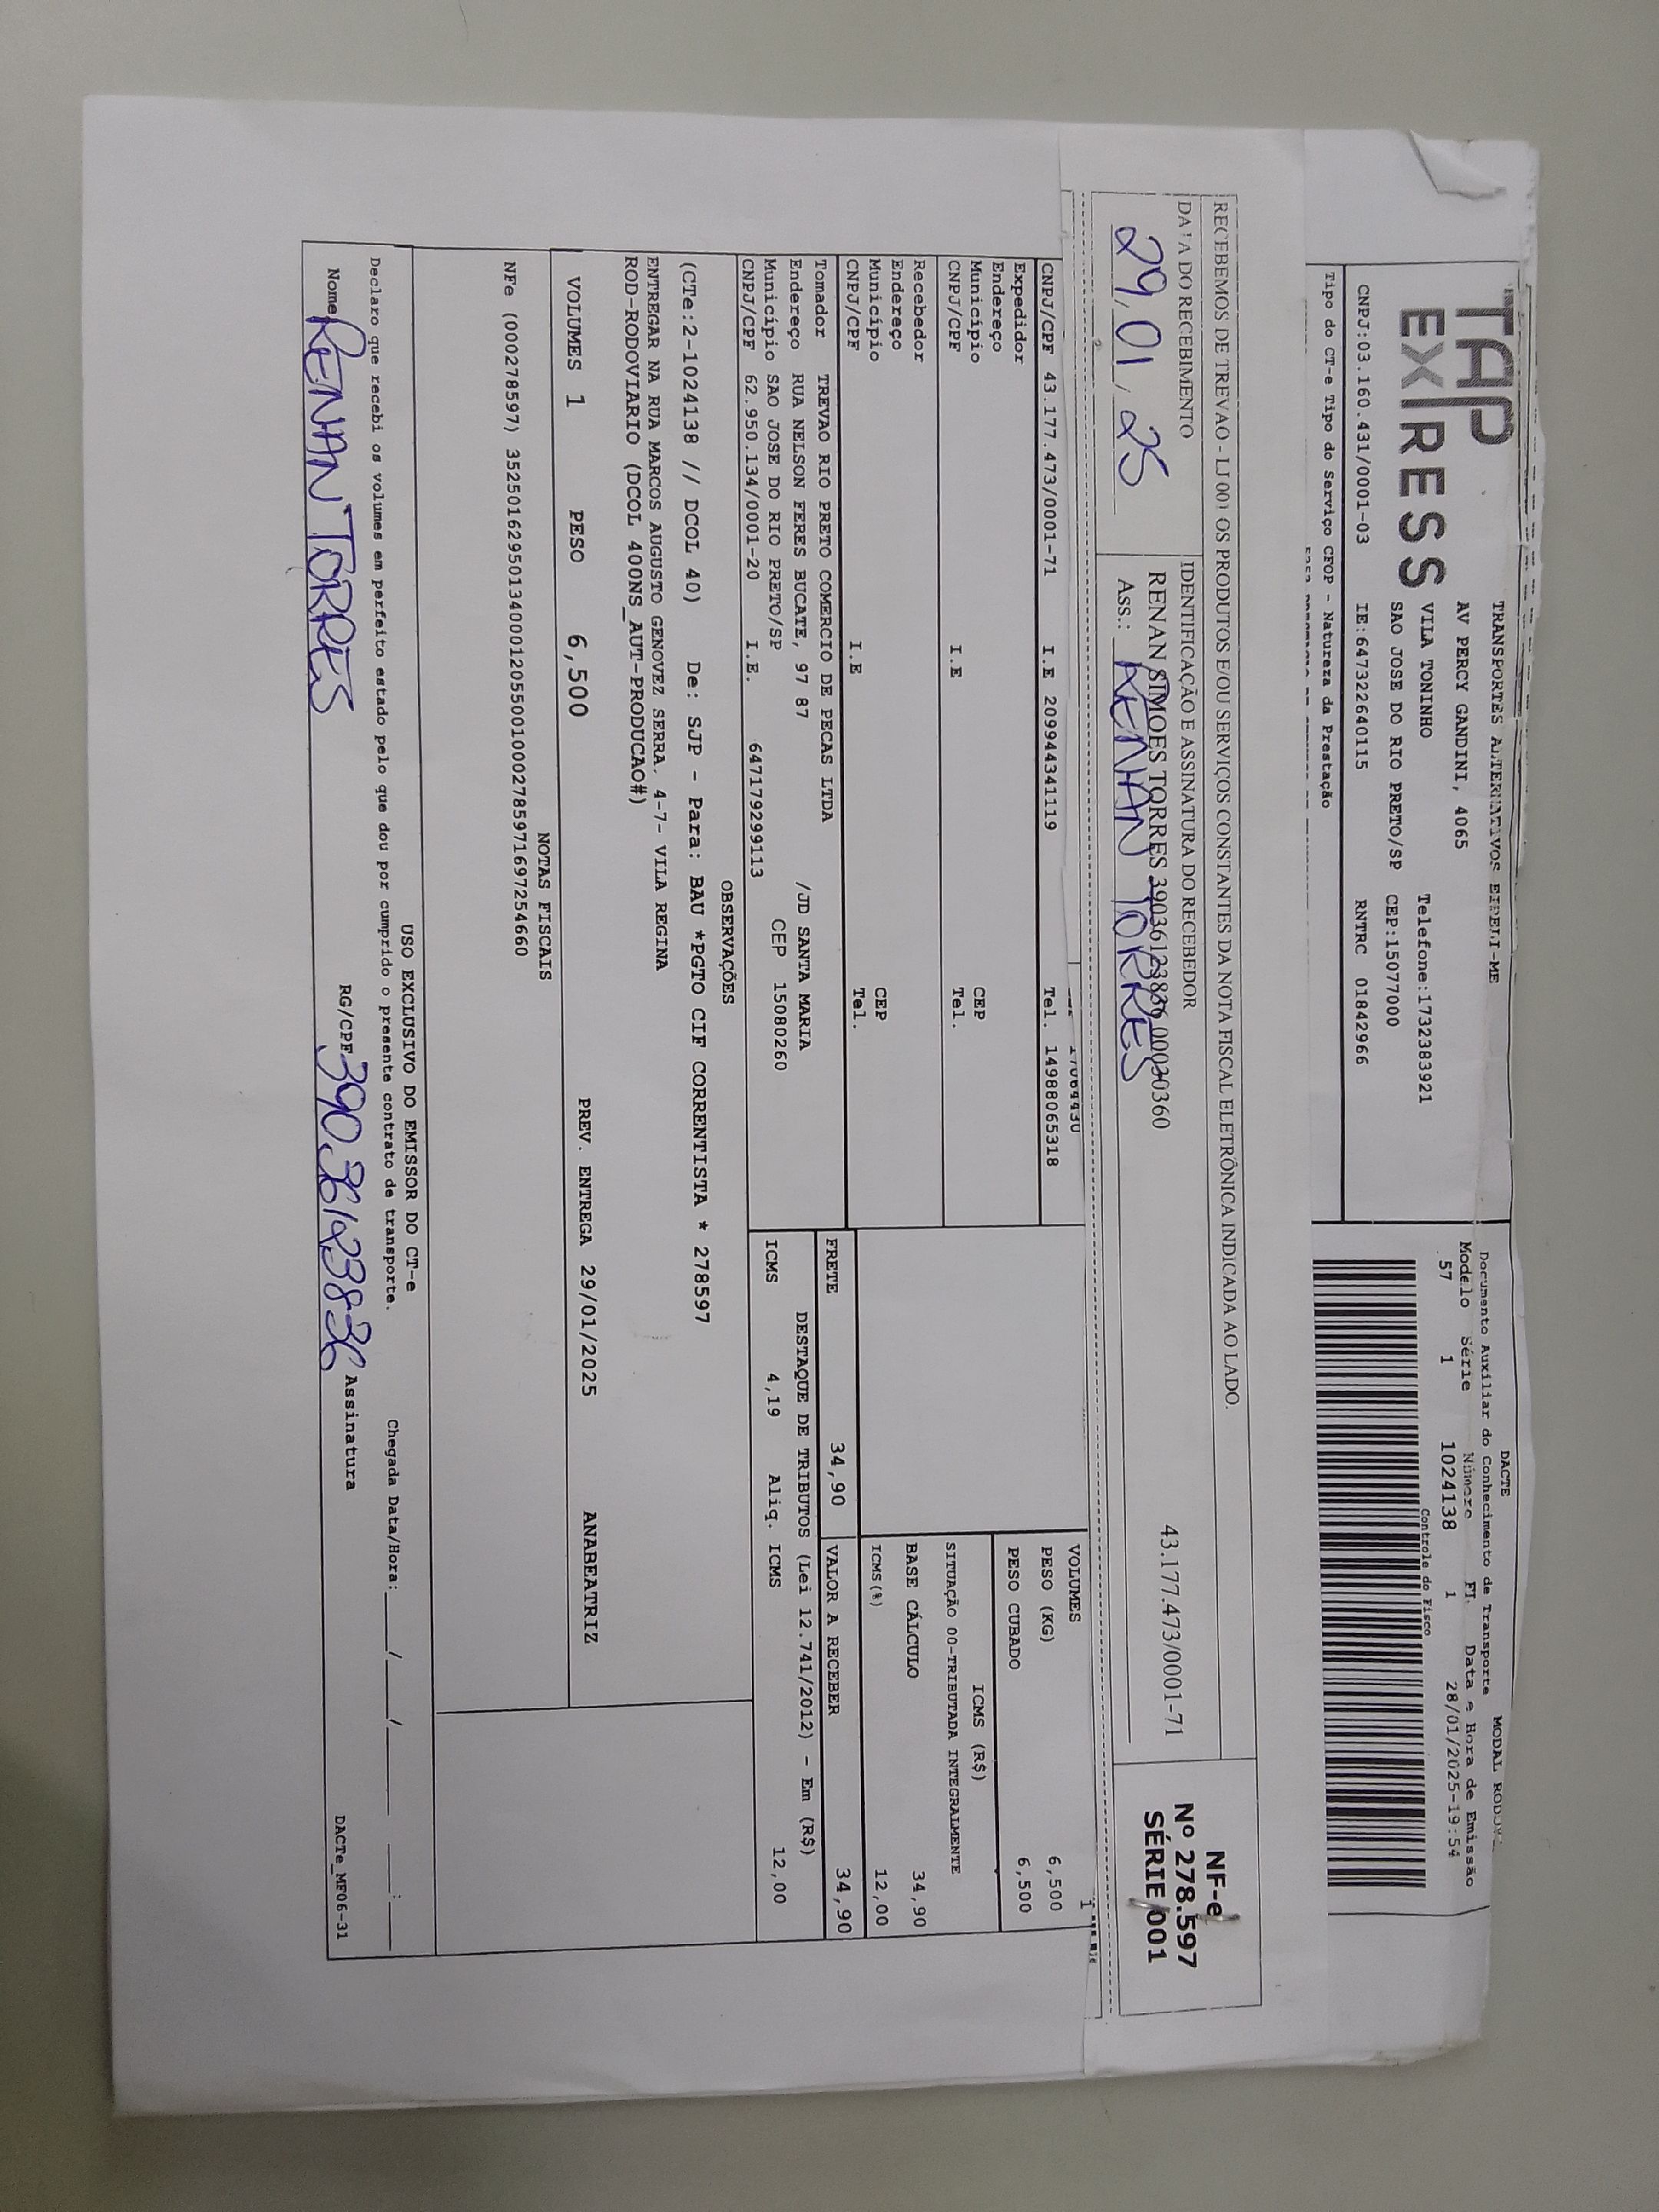 TAP
EXPRESS
TRANSPORTES ALTERNATIVOS EIRELI-ME
AV PERCY GANDINI, 4065
VILA TONINHO Telefone:1732383921
SAO JOSE DO RIO PRETO/SP CEP:15077000
CNPJ:03.160.431/0001-03 IE:647322640115 RNTRC 01842966
Tipo do CT-e Tipo do Serviço CFOP - Natureza da Prestação
DACTE MODAL
Documento Auxiliar do Conhecimento de Transporte
Modelo Série Número Fl. Data e Hora de Emissão
57 1 1024138 1 28/01/2025-19:54
Controle do Fisco
RECEBEMOS DE TREVAO - LJ 001 OS PRODUTOS E/OU SERVIÇOS CONSTANTES DA NOTA FISCAL ELETRÔNICA INDICADA AO LADO.
DATA DO RECEBIMENTO IDENTIFICAÇÃO E ASSINATURA DO RECEBEDOR
29,01,25
RENAN SIMOES TORRES 39036123836 00030360 43.177.473/0001-71
Ass.: RENAN TORRES
NF-e
Nº 278.597
SÉRIE 001
CNPJ/CPF 43.177.473/0001-71 I.E 209944341119 Tel. 14988065318
Expedidor
Endereço
Município CEP
CNPJ/CPF I.E Tel.
Recebedor
Endereço
Município CEP
CNPJ/CPF I.E Tel.
Tomador TREVAO RIO PRETO COMERCIO DE PECAS LTDA
Endereço RUA NELSON FERES BUCATE, 97 87 /JD SANTA MARIA
Município SAO JOSE DO RIO PRETO/SP CEP 15080260
CNPJ/CPF 62.950.134/0001-20 I.E. 647179299113
VOLUMES 1
PESO (KG) 6,500
PESO CUBADO 6,500
ICMS (R$)
SITUAÇÃO 00-TRIBUTADA INTEGRALMENTE
BASE CÁLCULO 34,90
ICMS(%) 12,00
FRETE 34,90 VALOR A RECEBER 34,90
DESTAQUE DE TRIBUTOS (Lei 12.741/2012) - Em (R$)
ICMS 4,19 Aliq. ICMS 12,00
OBSERVAÇÕES
(CTe:2-1024138 // DCOL 40) De: SJP - Para: BAU *PGTO CIF CORRENTISTA * 278597
ENTREGAR NA RUA MARCOS AUGUSTO GENOVEZ SERRA, 4-7- VILA REGINA
ROD-RODOVIARIO (DCOL 400NS_AUT-PRODUCAO#)
VOLUMES 1 PESO 6,500 PREV. ENTREGA 29/01/2025 ANABEATRIZ
NOTAS FISCAIS
NFe (000278597) 35250162950134000120550010002785971697254660
USO EXCLUSIVO DO EMISSOR DO CT-e
Declaro que recebi os volumes em perfeito estado pelo que dou por cumprido o presente contrato de transporte. Chegada Data/Hora: ___/___/_____ ___:___
Nome RENAN TORRES RG/CPF 39036123836 Assinatura DACTe_MF06-31